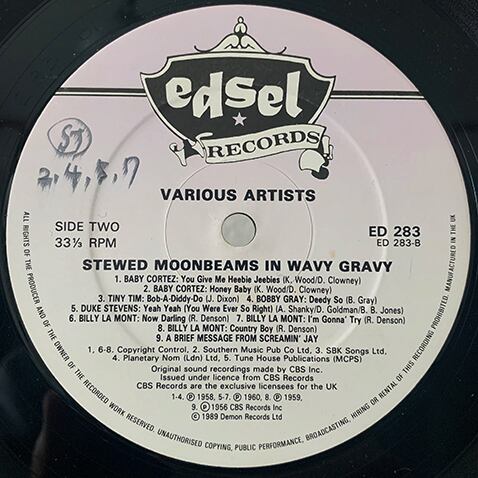 edsel
RECORDS
ST
2,4,5,7
VARIOUS ARTISTS
SIDE TWO
33⅓ RPM
ED 283
ED 283-B
STEWED MOONBEAMS IN WAVY GRAVY
1. BABY CORTEZ: You Give Me Heebie Jeebies (K. Wood/D. Clowney)
2. BABY CORTEZ: Honey Baby (K. Wood/D. Clowney)
3. TINY TIM: Bob-A-Diddy-Do (J. Dixon) 4. BOBBY GRAY: Deedy So (B. Gray)
5. DUKE STEVENS: Yeah Yeah (You Were Ever So Right) (A. Shanky/D. Goldman/B. B. Jones)
6. BILLY LA MONT: Now Darling (R. Denson) 7. BILLY LA MONT: I'm Gonna' Try (R. Denson)
8. BILLY LA MONT: Country Boy (R. Denson)
9. A BRIEF MESSAGE FROM SCREAMIN' JAY
1, 6-8. Copyright Control, 2. Southern Music Pub Co Ltd, 3. SBK Songs Ltd,
4. Planetary Nom (Ldn) Ltd, 5. Tune House Publications (MCPS)
Original sound recordings made by CBS Inc.
Issued under licence from CBS Records
CBS Records are the exclusive licensees for the UK
1-4. ℗ 1958, 5-7. ℗ 1960, 8. ℗ 1959,
9. ℗ 1956 CBS Records Inc
© 1989 Demon Records Ltd
ALL RIGHTS OF THE PRODUCER AND OF THE OWNER OF THE RECORDED WORK RESERVED. UNAUTHORISED COPYING, PUBLIC PERFORMANCE, BROADCASTING, HIRING OR RENTAL OF THIS RECORDING PROHIBITED. MANUFACTURED IN THE UK